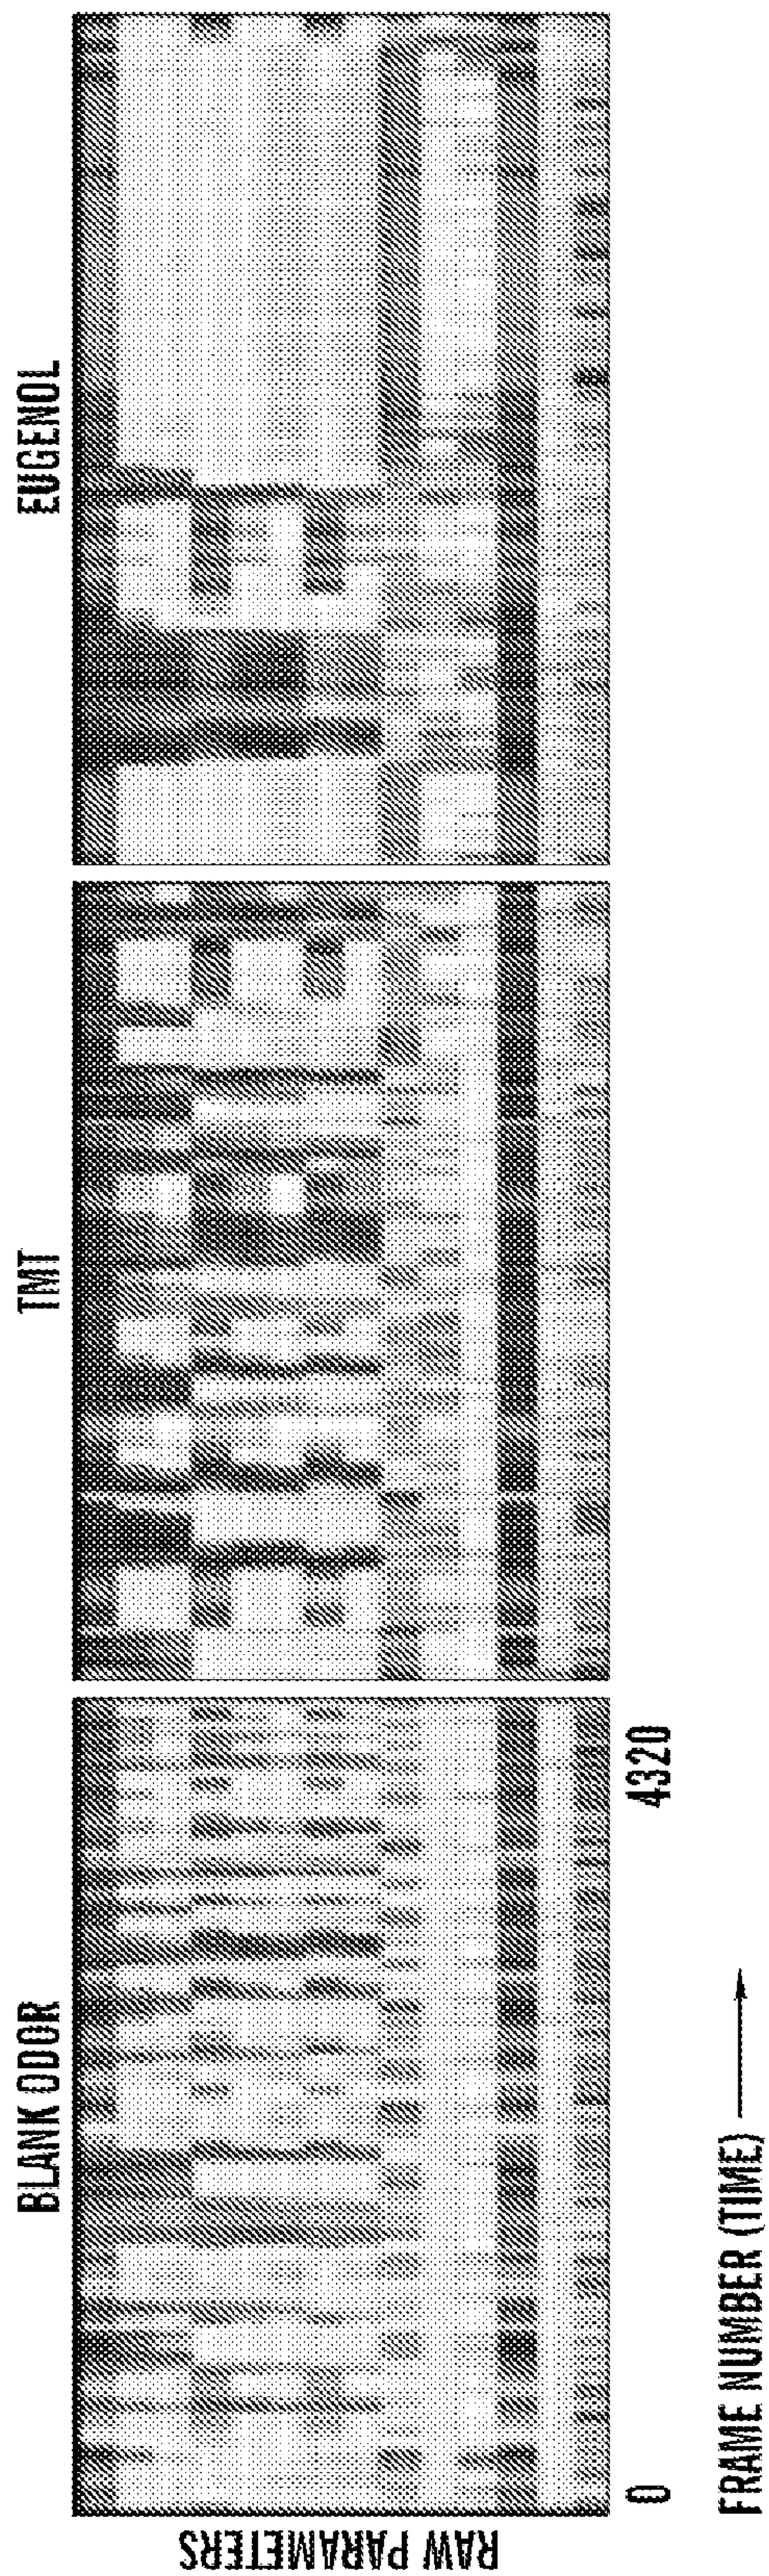 BLANK ODOR
TMT
EUGENOL
RAW PARAMETERS
0
4320
FRAME NUMBER (TIME)